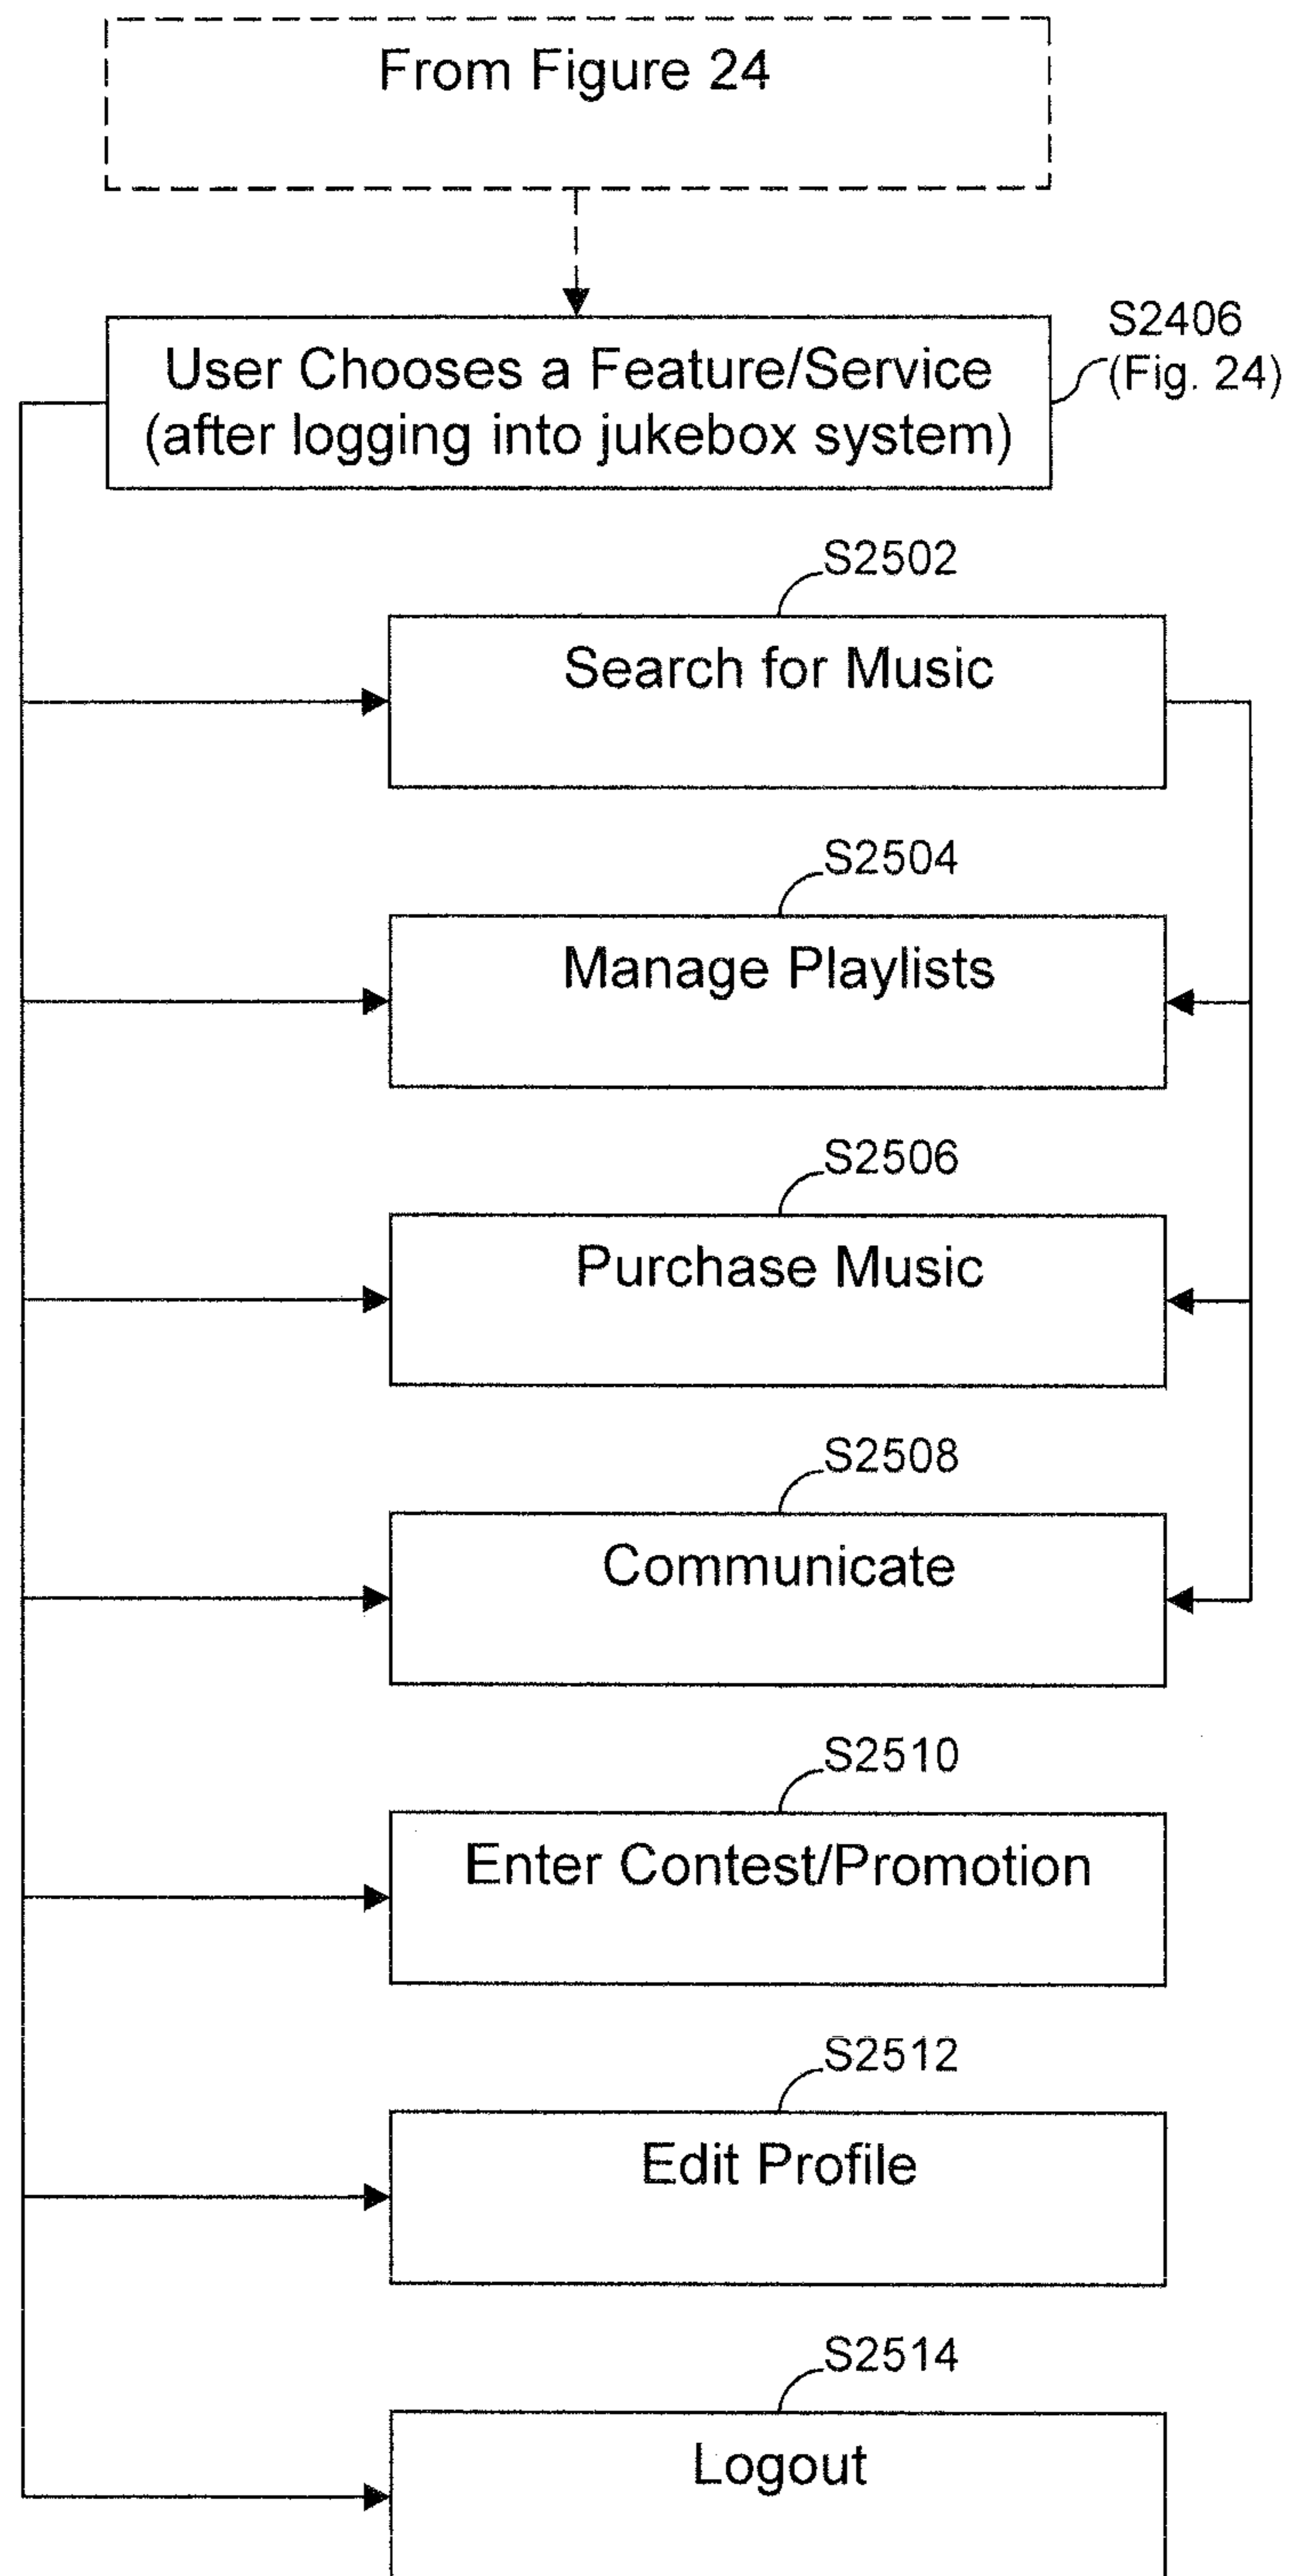 From Figure 24
S2406
(Fig. 24)
User Chooses a Feature/Service
(after logging into jukebox system)
S2502
Search for Music
S2504
Manage Playlists
S2506
Purchase Music
S2508
Communicate
S2510
Enter Contest/Promotion
S2512
Edit Profile
S2514
Logout